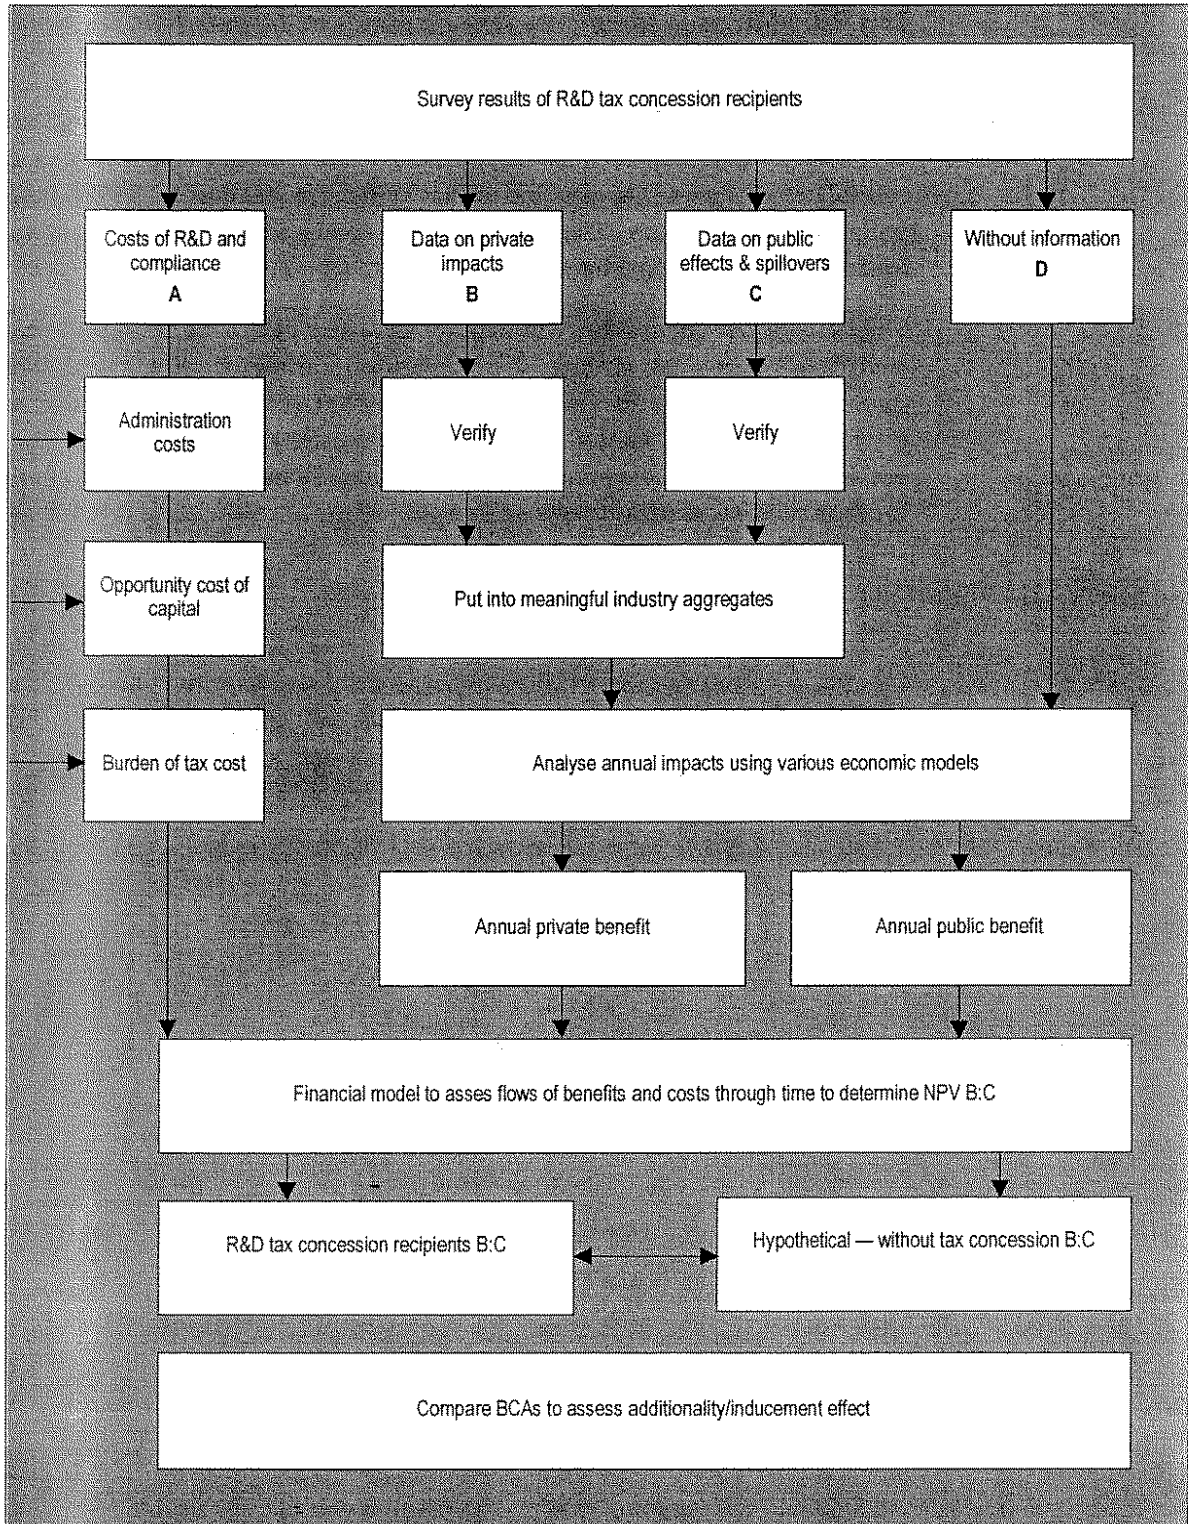 Survey results of R&D tax concession recipients
Costs of R&D and
compliance
A
Data on private
impacts
B
Data on public
effects & spillovers
C
Without information
D
Administration
costs
Verify
Verify
Opportunity cost of
capital
Put into meaningful industry aggregates
Burden of tax cost
Analyse annual impacts using various economic models
Annual private benefit
Annual public benefit
Financial model to asses flows of benefits and costs through time to determine NPV B:C
R&D tax concession recipients B:C
Hypothetical — without tax concession B:C
Compare BCAs to assess additionality/inducement effect